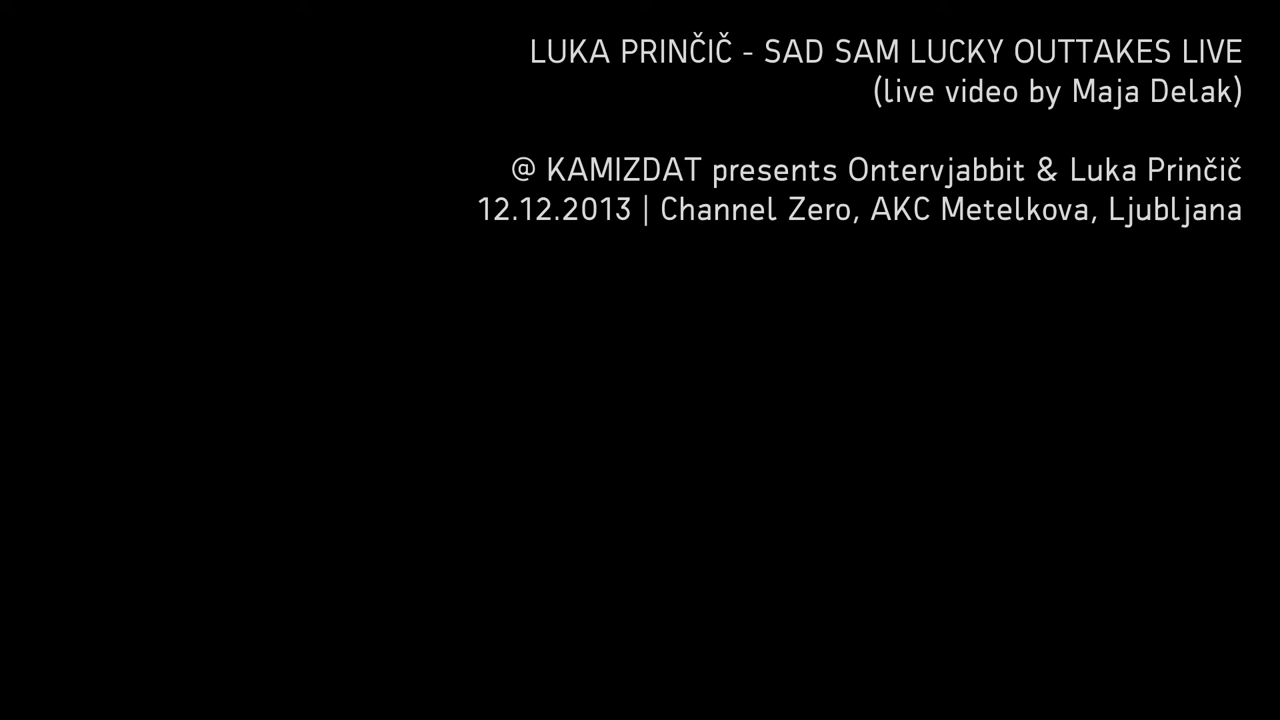 LUKA PRINČIČ - SAD SAM LUCKY OUTTAKES LIVE
(live video by Maja Delak)
@ KAMIZDAT presents Ontervjabbit & Luka Prinčič
12.12.2013 | Channel Zero, AKC Metelkova, Ljubljana